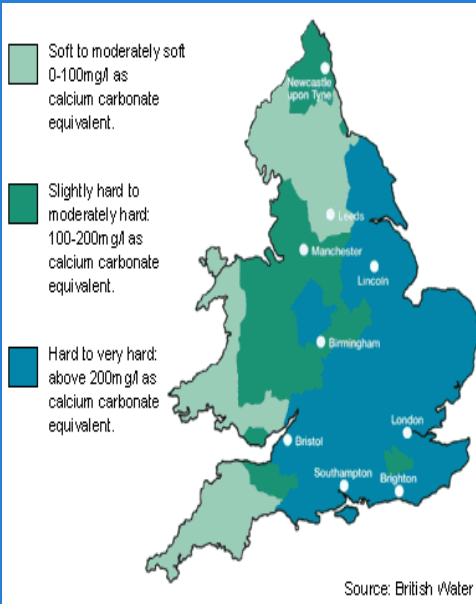 Soft to moderately soft
0-100mg/l as
calcium carbonate
equivalent.
Slightly hard to
moderately hard:
100-200mg/l as
calcium carbonate
equivalent.
Hard to very hard:
above 200mg/l as
calcium carbonate
equivalent.
Newcastle
upon Tyne
Leeds
Manchester
Lincoln
Birmingham
London
Bristol
Southampton
Brighton
Source: British Water